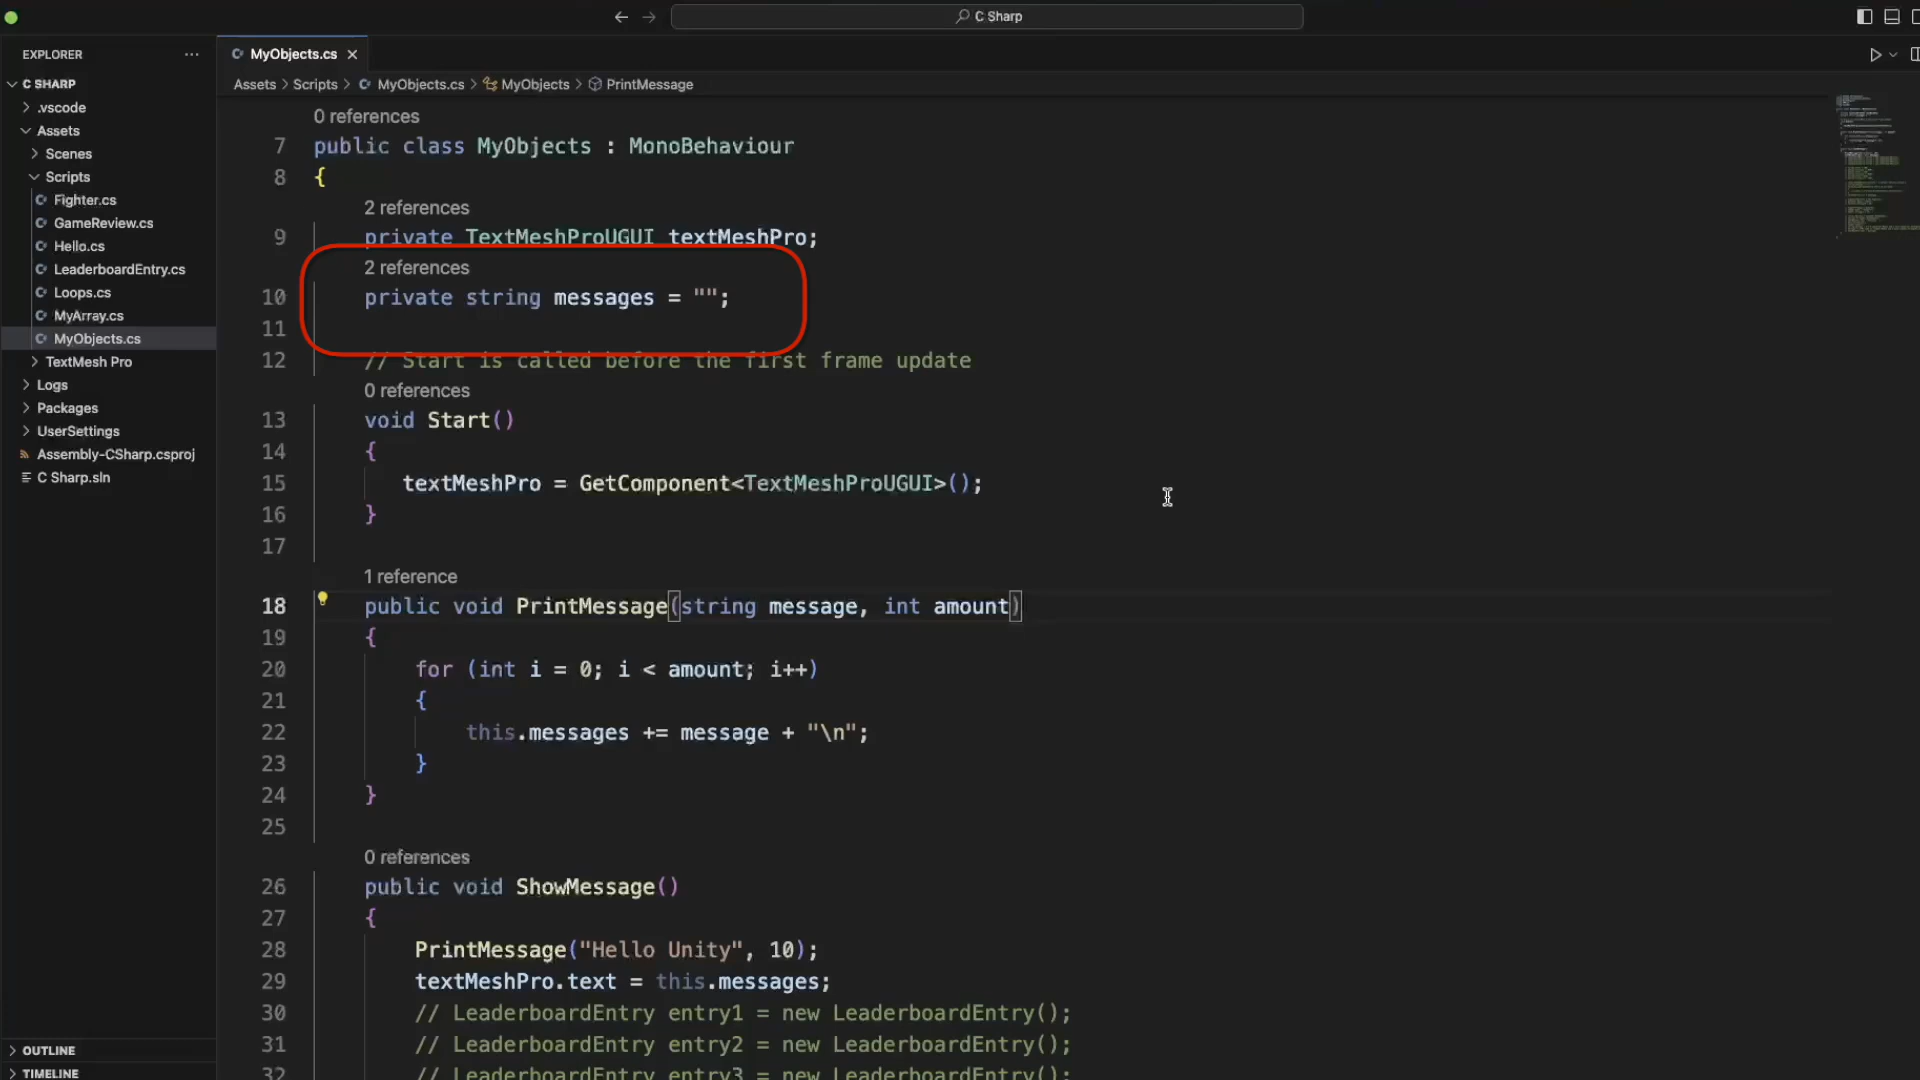 C Sharp
EXPLORER
C SHARP
.vscode
Assets
Scenes
Scripts
Fighter.cs
GameReview.cs
Hello.cs
LeaderboardEntry.cs
Loops.cs
MyArray.cs
MyObjects.cs
TextMesh Pro
Logs
Packages
UserSettings
Assembly-CSharp.csproj
C Sharp.sln
OUTLINE
TIMELINE
MyObjects.cs
Assets > Scripts > MyObjects.cs > MyObjects > PrintMessage
0 references
7 public class MyObjects : MonoBehaviour
8 {
2 references
9 private TextMeshProUGUI textMeshPro;
2 references
10 private string messages = "";
11
12 // Start is called before the first frame update
0 references
13 void Start()
14 {
15 textMeshPro = GetComponent<TextMeshProUGUI>();
16 }
17
1 reference
18 public void PrintMessage(string message, int amount)
19 {
20 for (int i = 0; i < amount; i++)
21 {
22 this.messages += message + "\n";
23 }
24 }
25
0 references
26 public void ShowMessage()
27 {
28 PrintMessage("Hello Unity", 10);
29 textMeshPro.text = this.messages;
30 // LeaderboardEntry entry1 = new LeaderboardEntry();
31 // LeaderboardEntry entry2 = new LeaderboardEntry();
32 // LeaderboardEntry entry3 = new LeaderboardEntry();